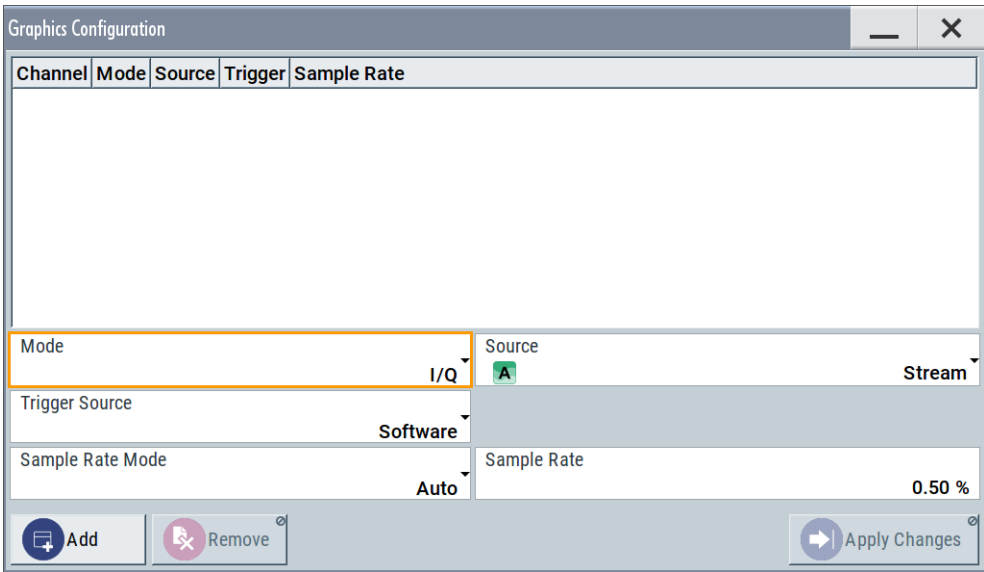 Graphics Configuration
Channel Mode Source Trigger Sample Rate
Mode
I/Q
Source
A Stream
Trigger Source
Software
Sample Rate Mode
Auto
Sample Rate
0.50 %
Add
Remove
Apply Changes